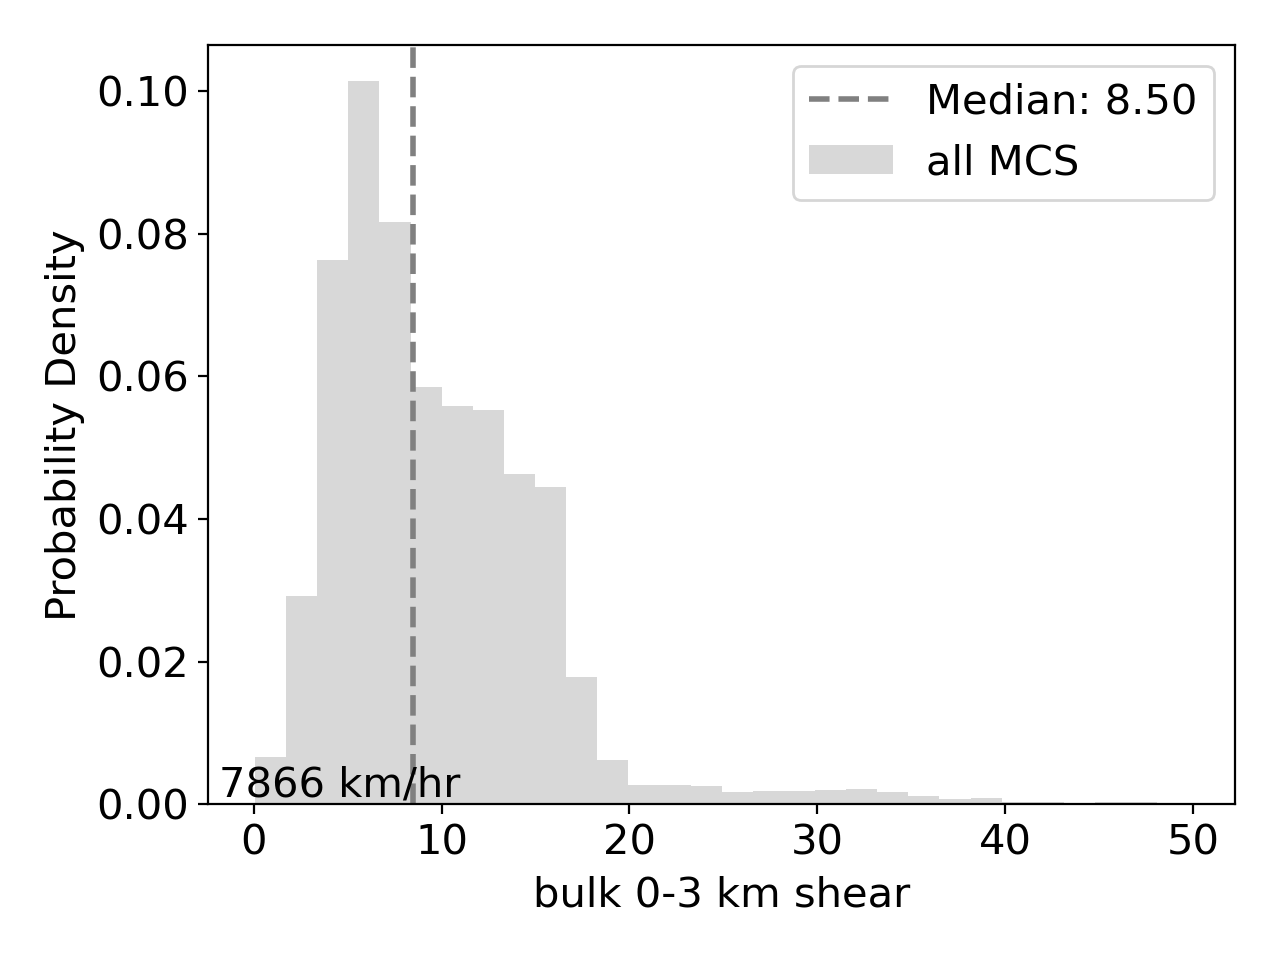 Median: 8.50
all MCS
Probability Density
0.10
0.08
0.06
0.04
0.02
0.00
7866 km/hr
0 10 20 30 40 50
bulk 0-3 km shear